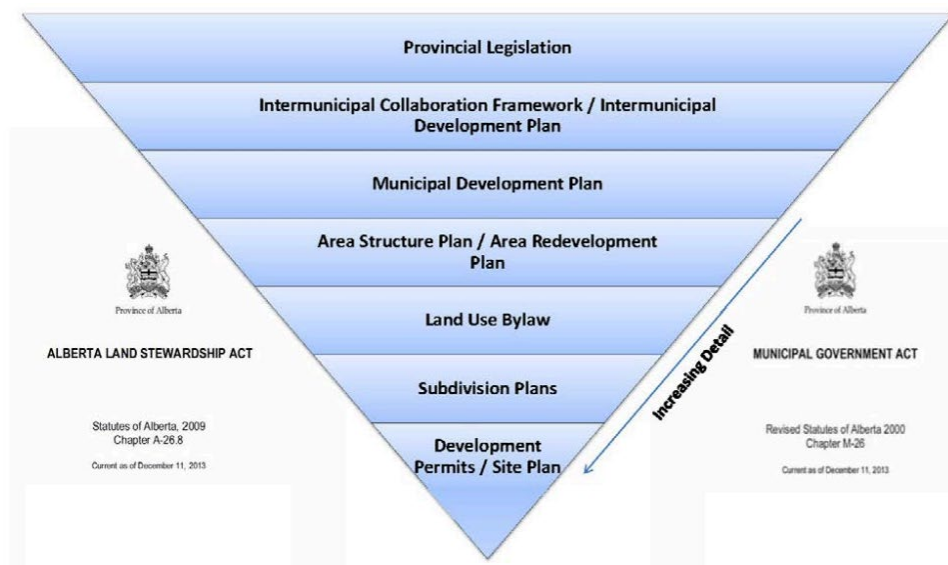 Provincial Legislation
Intermunicipal Collaboration Framework / Intermunicipal
Development Plan
Municipal Development Plan
Area Structure Plan / Area Redevelopment
Plan
Land Use Bylaw
Subdivision Plans
Development
Permits / Site Plan
Increasing Detail
Province of Alberta
ALBERTA LAND STEWARDSHIP ACT
Statutes of Alberta, 2009
Chapter A-26.8
Current as of December 11, 2013
Province of Alberta
MUNICIPAL GOVERNMENT ACT
Revised Statutes of Alberta 2000
Chapter M-26
Current as of December 11, 2013